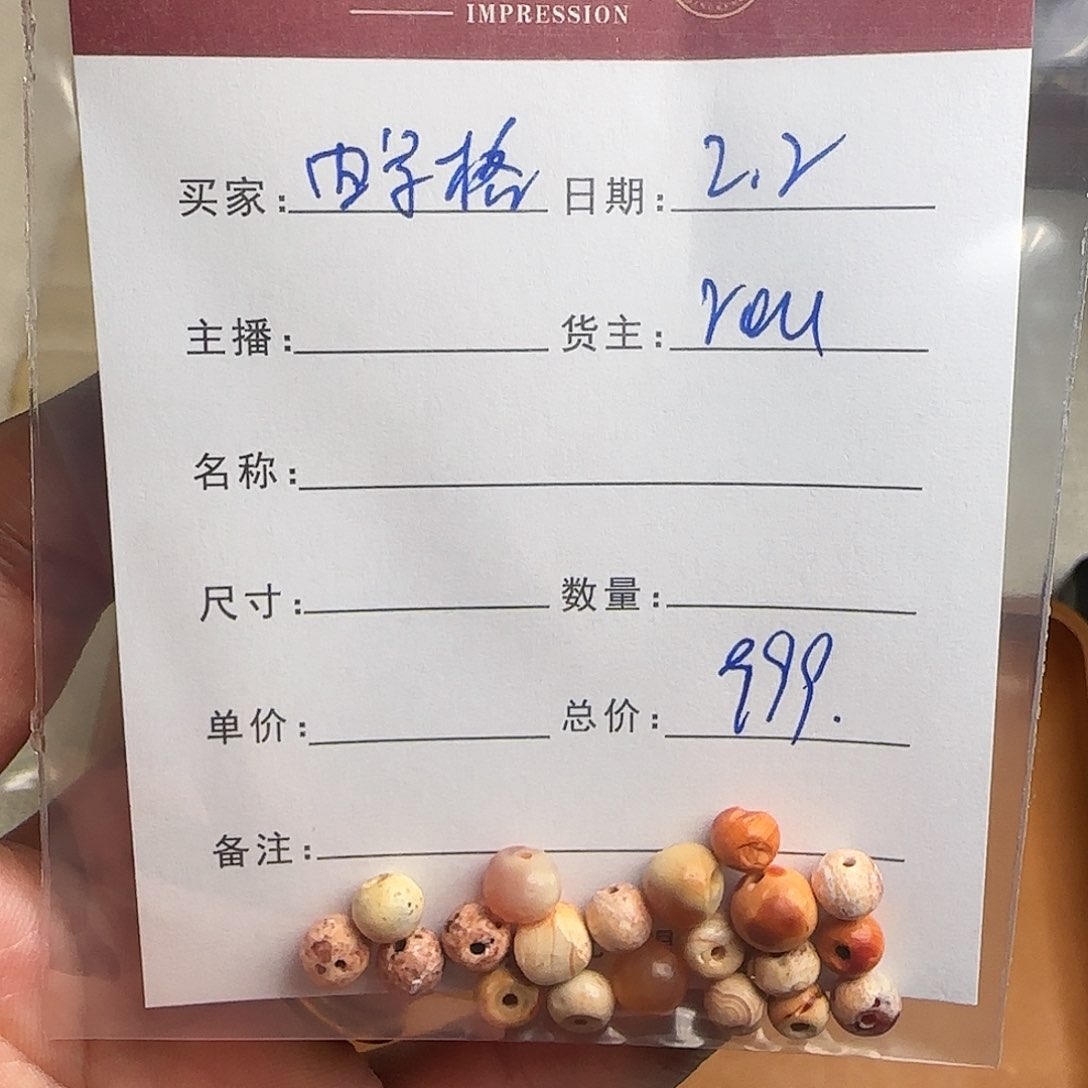 IMPRESSION
买家： 日期：2.2
主播： 货主：
名称：
尺寸： 数量：
单价： 总价：999.
备注：